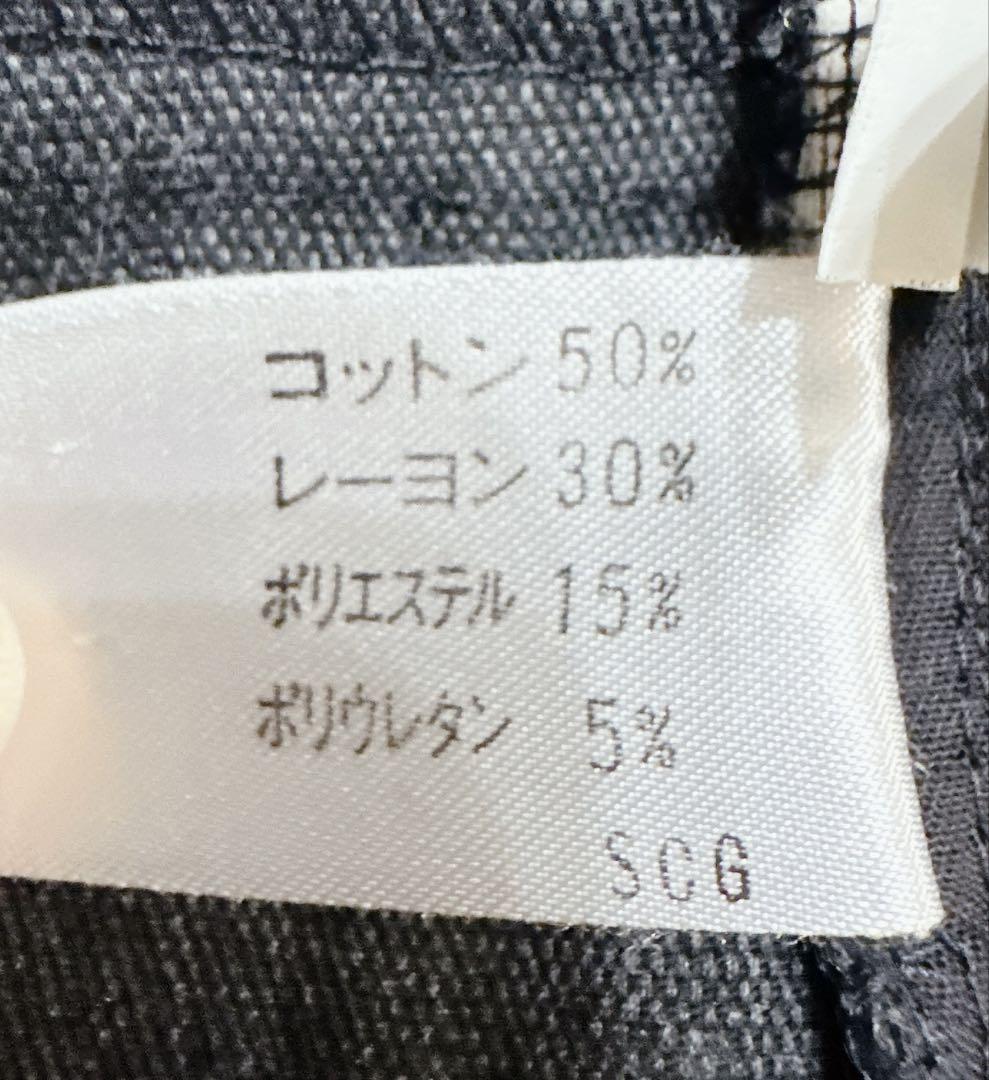 コットン 50%
レーヨン 30%
ポリエステル 15%
ポリウレタン 5%
SCG